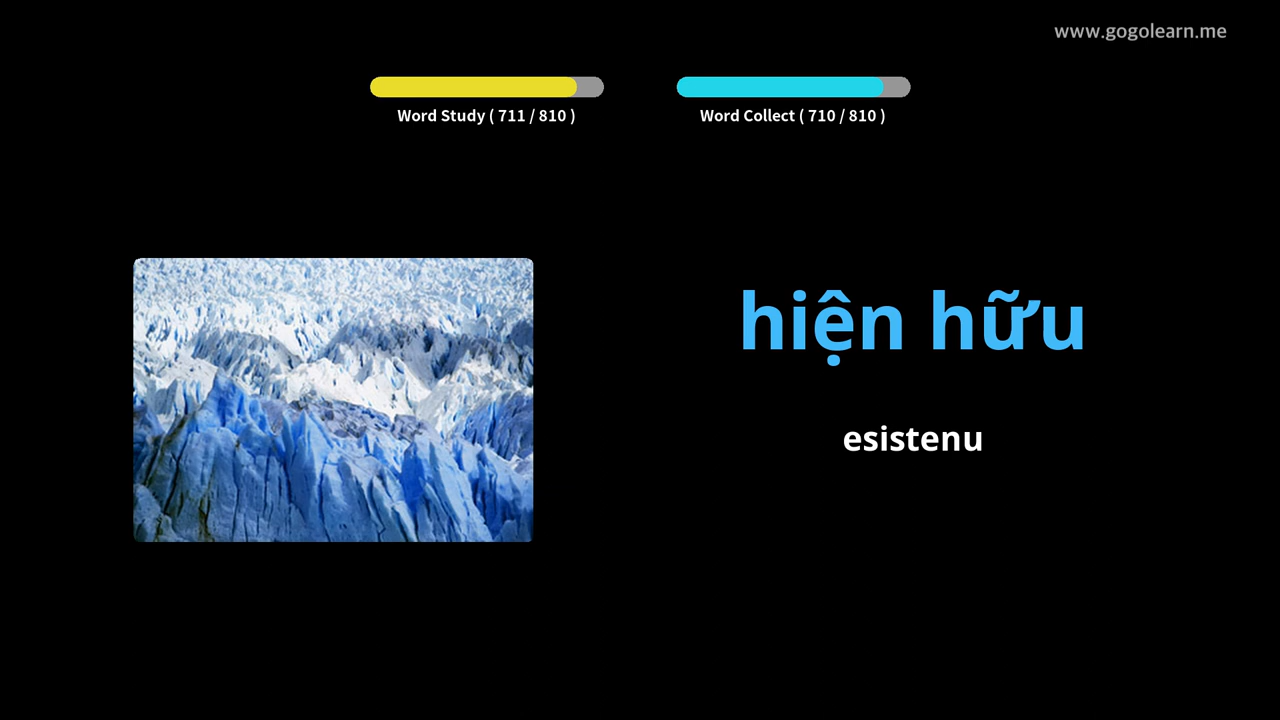 www.gogolearn.me
Word Study ( 711 / 810 )
Word Collect ( 710 / 810 )
hiện hữu
esistenu